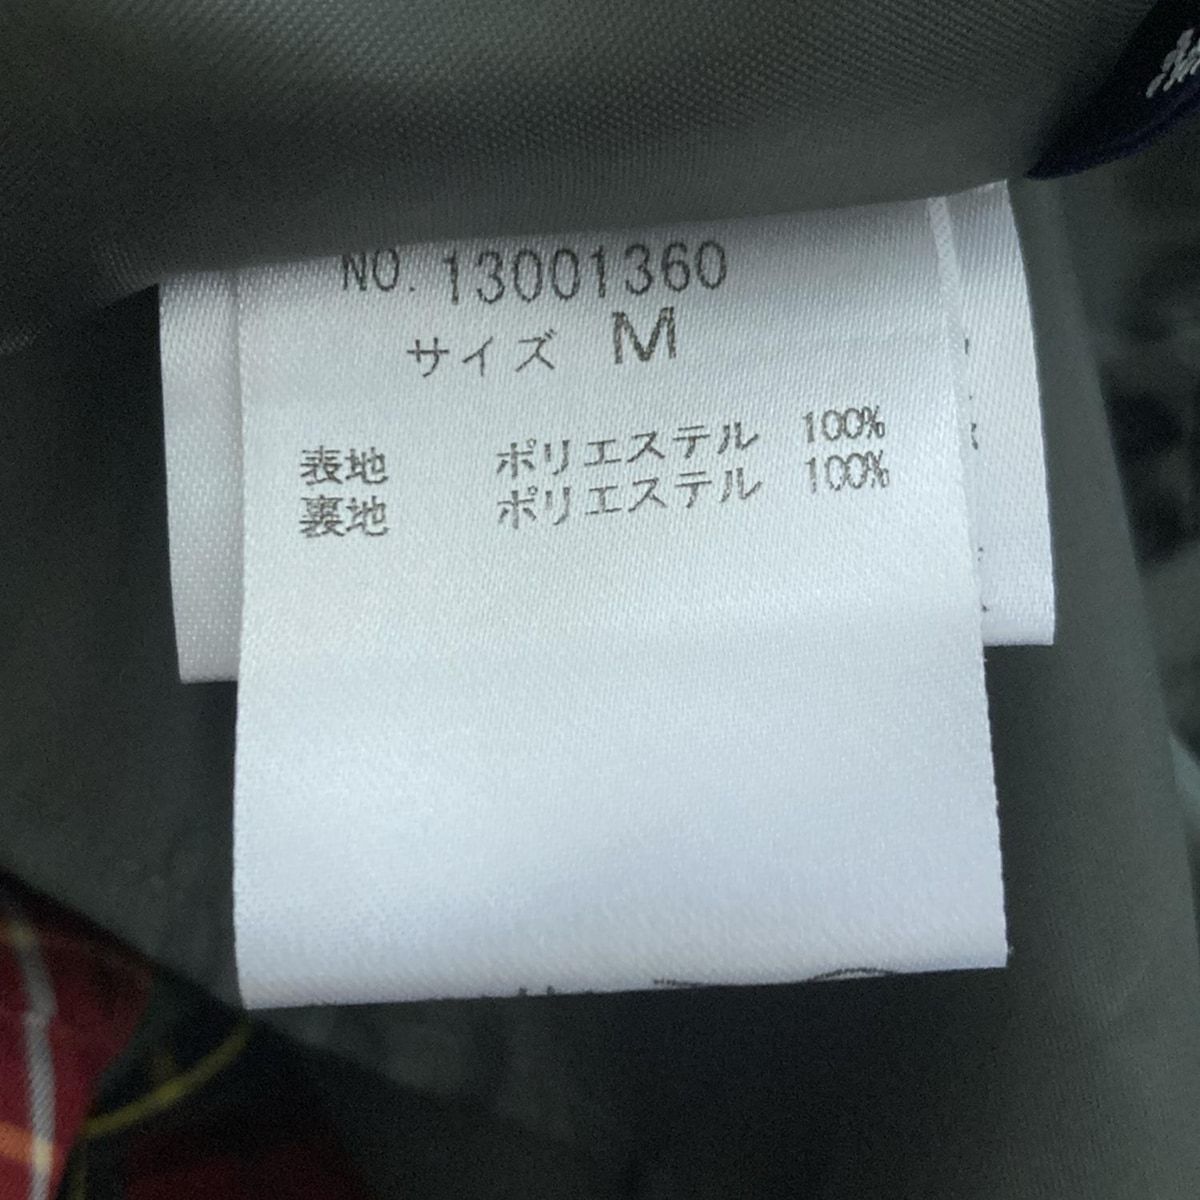 NO. 13001360
サイズ M
表地 ポリエステル 100%
裏地 ポリエステル 100%